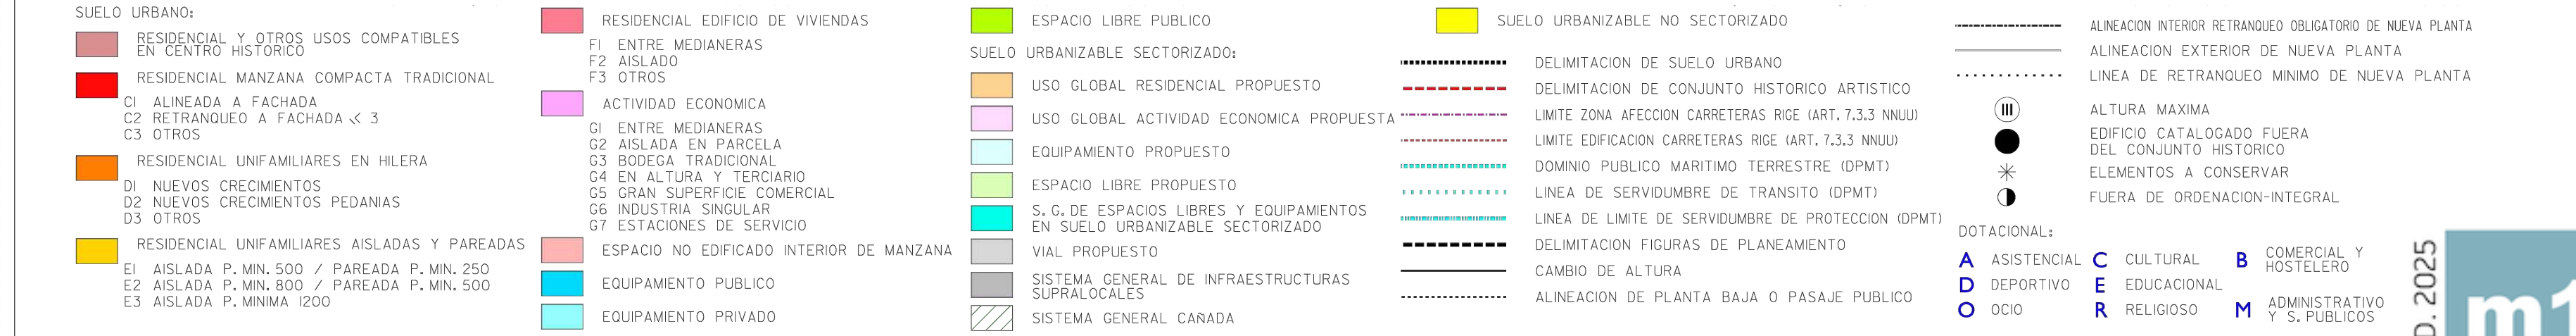 SUELO URBANO:
RESIDENCIAL Y OTROS USOS COMPATIBLES
EN CENTRO HISTORICO
RESIDENCIAL MANZANA COMPACTA TRADICIONAL
C1 ALINEADA A FACHADA
C2 RETRANQUEO A FACHADA ≤ 3
C3 OTROS
RESIDENCIAL UNIFAMILIARES EN HILERA
D1 NUEVOS CRECIMIENTOS
D2 NUEVOS CRECIMIENTOS PEDANIAS
D3 OTROS
RESIDENCIAL UNIFAMILIARES AISLADAS Y PAREADAS
E1 AISLADA P. MIN. 500 / PAREADA P. MIN. 250
E2 AISLADA P. MIN. 800 / PAREADA P. MIN. 500
E3 AISLADA P. MINIMA 1200
RESIDENCIAL EDIFICIO DE VIVIENDAS
F1 ENTRE MEDIANERAS
F2 AISLADO
F3 OTROS
ACTIVIDAD ECONOMICA
G1 ENTRE MEDIANERAS
G2 AISLADA EN PARCELA
G3 BODEGA TRADICIONAL
G4 EN ALTURA Y TERCIARIO
G5 GRAN SUPERFICIE COMERCIAL
G6 INDUSTRIA SINGULAR
G7 ESTACIONES DE SERVICIO
ESPACIO NO EDIFICADO INTERIOR DE MANZANA
EQUIPAMIENTO PUBLICO
EQUIPAMIENTO PRIVADO
ESPACIO LIBRE PUBLICO
SUELO URBANIZABLE SECTORIZADO:
USO GLOBAL RESIDENCIAL PROPUESTO
USO GLOBAL ACTIVIDAD ECONOMICA PROPUESTA
EQUIPAMIENTO PROPUESTO
ESPACIO LIBRE PROPUESTO
S. G. DE ESPACIOS LIBRES Y EQUIPAMIENTOS
EN SUELO URBANIZABLE SECTORIZADO
VIAL PROPUESTO
SISTEMA GENERAL DE INFRAESTRUCTURAS
SUPRALOCALES
SISTEMA GENERAL CAÑADA
SUELO URBANIZABLE NO SECTORIZADO
DELIMITACION DE SUELO URBANO
DELIMITACION DE CONJUNTO HISTORICO ARTISTICO
LIMITE ZONA AFECCION CARRETERAS RIGE (ART. 7.3.3 NNUU)
LIMITE EDIFICACION CARRETERAS RIGE (ART. 7.3.3 NNUU)
DOMINIO PUBLICO MARITIMO TERRESTRE (DPMT)
LINEA DE SERVIDUMBRE DE TRANSITO (DPMT)
LINEA DE LIMITE DE SERVIDUMBRE DE PROTECCION (DPMT)
DELIMITACION FIGURAS DE PLANEAMIENTO
CAMBIO DE ALTURA
ALINEACION DE PLANTA BAJA O PASAJE PUBLICO
ALINEACION INTERIOR RETRANQUEO OBLIGATORIO DE NUEVA PLANTA
ALINEACION EXTERIOR DE NUEVA PLANTA
LINEA DE RETRANQUEO MINIMO DE NUEVA PLANTA
III ALTURA MAXIMA
EDIFICIO CATALOGADO FUERA
DEL CONJUNTO HISTORICO
ELEMENTOS A CONSERVAR
FUERA DE ORDENACION-INTEGRAL
DOTACIONAL:
A ASISTENCIAL
D DEPORTIVO
O OCIO
C CULTURAL
E EDUCACIONAL
R RELIGIOSO
B COMERCIAL Y
HOSTELERO
M ADMINISTRATIVO
Y S. PUBLICOS
2025